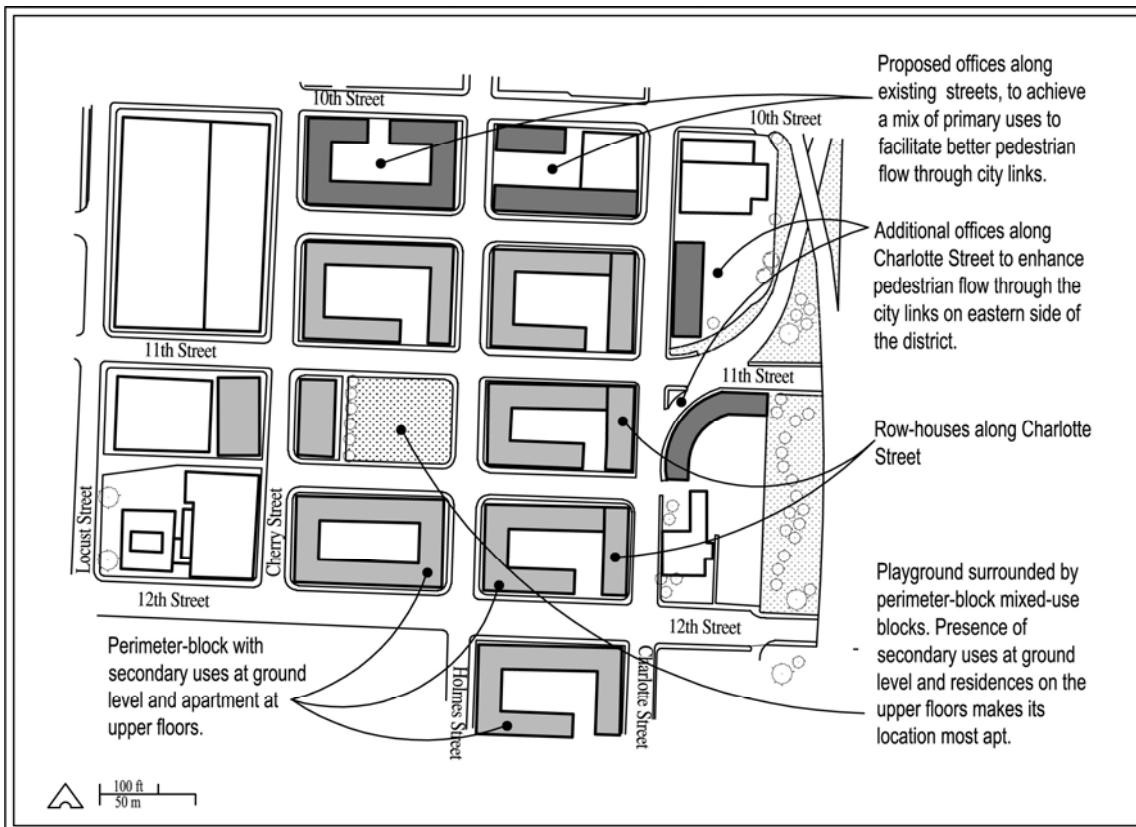 Proposed offices along
existing streets, to achieve
a mix of primary uses to
facilitate better pedestrian
flow through city links.
10th Street
10th Street
Additional offices along
Charlotte Street to enhance
pedestrian flow through the
city links on eastern side of
the district.
11th Street
11th Street
Row-houses along Charlotte
Street
Locust Street
Cherry Street
12th Street
12th Street
Playground surrounded by
perimeter-block mixed-use
blocks. Presence of
secondary uses at ground
level and residences on the
upper floors makes its
location most apt.
Perimeter-block with
secondary uses at ground
level and apartment at
upper floors.
Holmes Street
Charlotte Street
100 ft
50 m